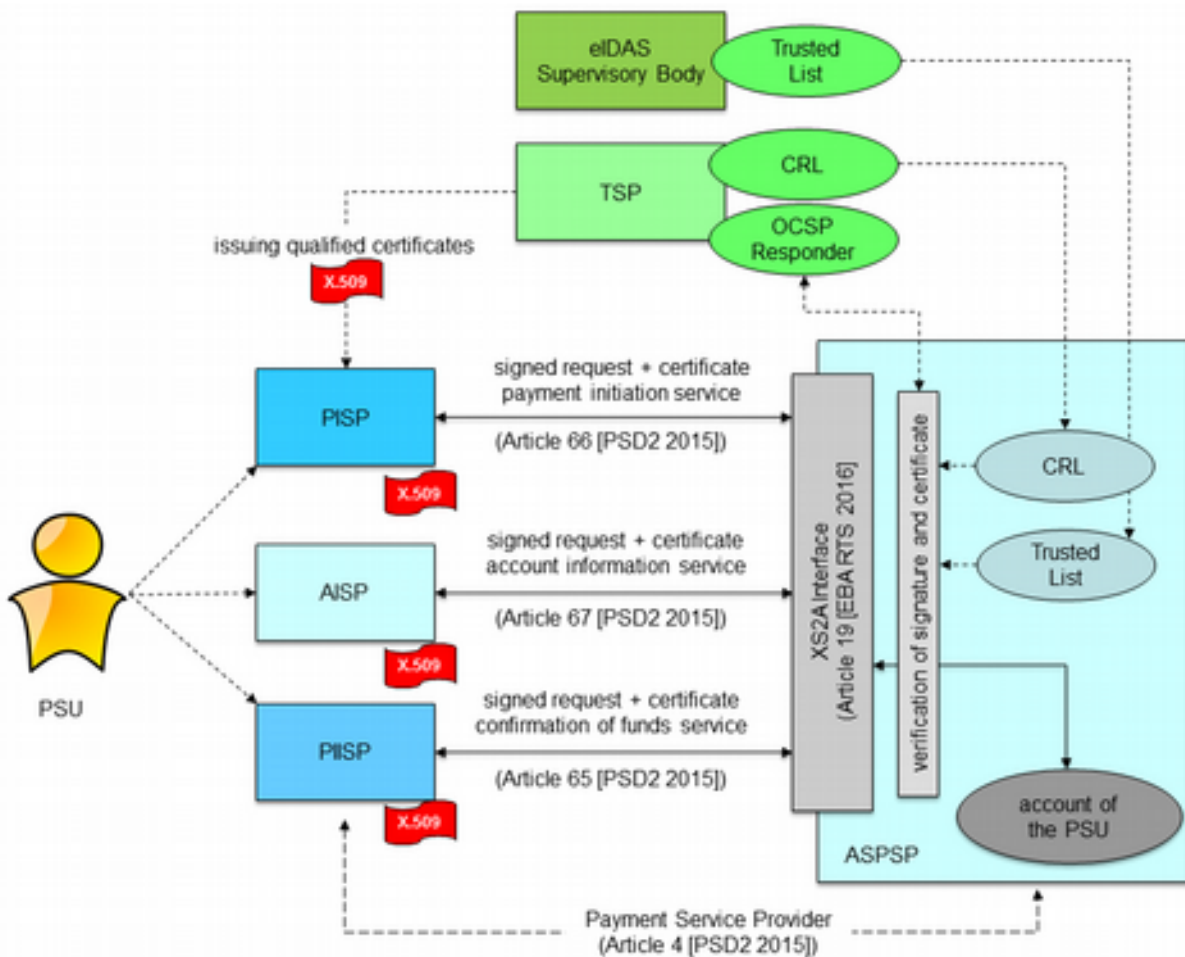 eIDAS
Supervisory Body
Trusted
List
TSP
CRL
OCSP
Responder
issuing qualified certificates
X.509
PISP
signed request + certificate
payment initiation service
(Article 66 [PSD2 2015])
X.509
AISP
signed request + certificate
account information service
(Article 67 [PSD2 2015])
X.509
PIISP
signed request + certificate
confirmation of funds service
(Article 65 [PSD2 2015])
X.509
PSU
XS2A Interface
(Article 19 [EBA RTS 2016]
verification of signature and certificate
CRL
Trusted
List
account of
the PSU
ASPSP
Payment Service Provider
(Article 4 [PSD2 2015])